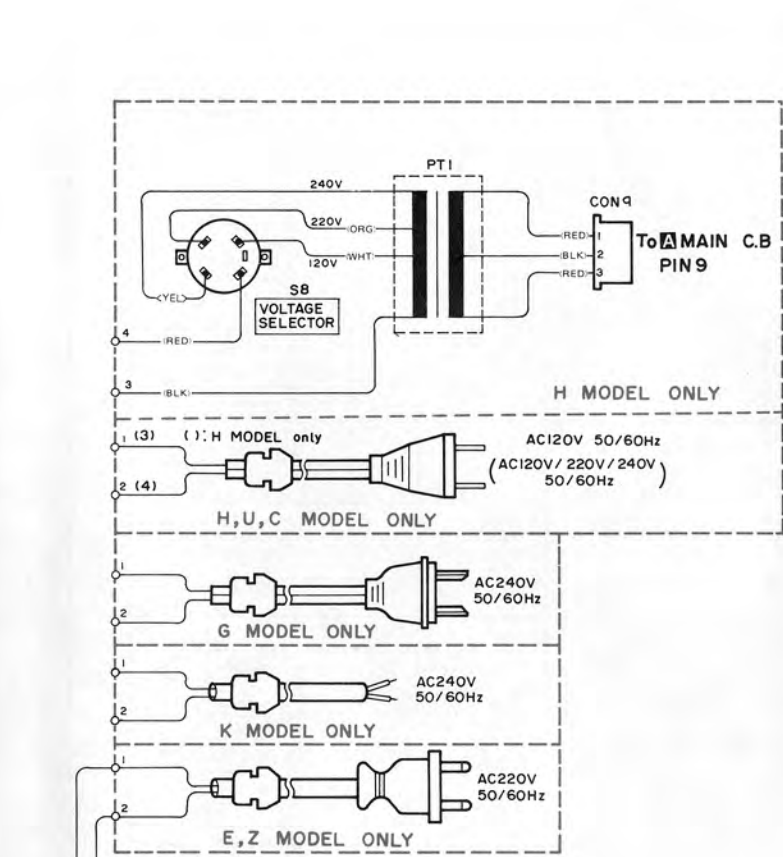 PT1
240V
CON9
220V
(ORG)
(RED)
1
To A MAIN C.B
120V
(WHT)
(BLK)
2
PIN 9
(RED)
3
S8
(YEL)
VOLTAGE
SELECTOR
4
(RED)
3
(BLK)
H MODEL ONLY
1 (3)
( ): H MODEL only
AC120V 50/60Hz
(AC120V/220V/240V)
50/60Hz
2 (4)
H,U,C MODEL ONLY
1
AC240V
50/60Hz
2
G MODEL ONLY
1
AC240V
50/60Hz
2
K MODEL ONLY
1
AC220V
50/60Hz
2
E,Z MODEL ONLY